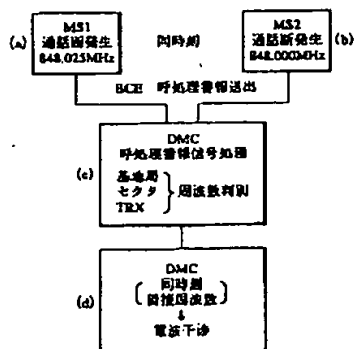 MS1
(a) 通話断発生
848.025MHz
同時刻
MS2
通話断発生 (b)
848.000MHz
BCE 呼処理警報送出
DMC
呼処理警報信号処理
(c) 基地局
セクタ 周波数判別
TRX
DMC
(d) 同時刻
隣接周波数
↓
電波干渉